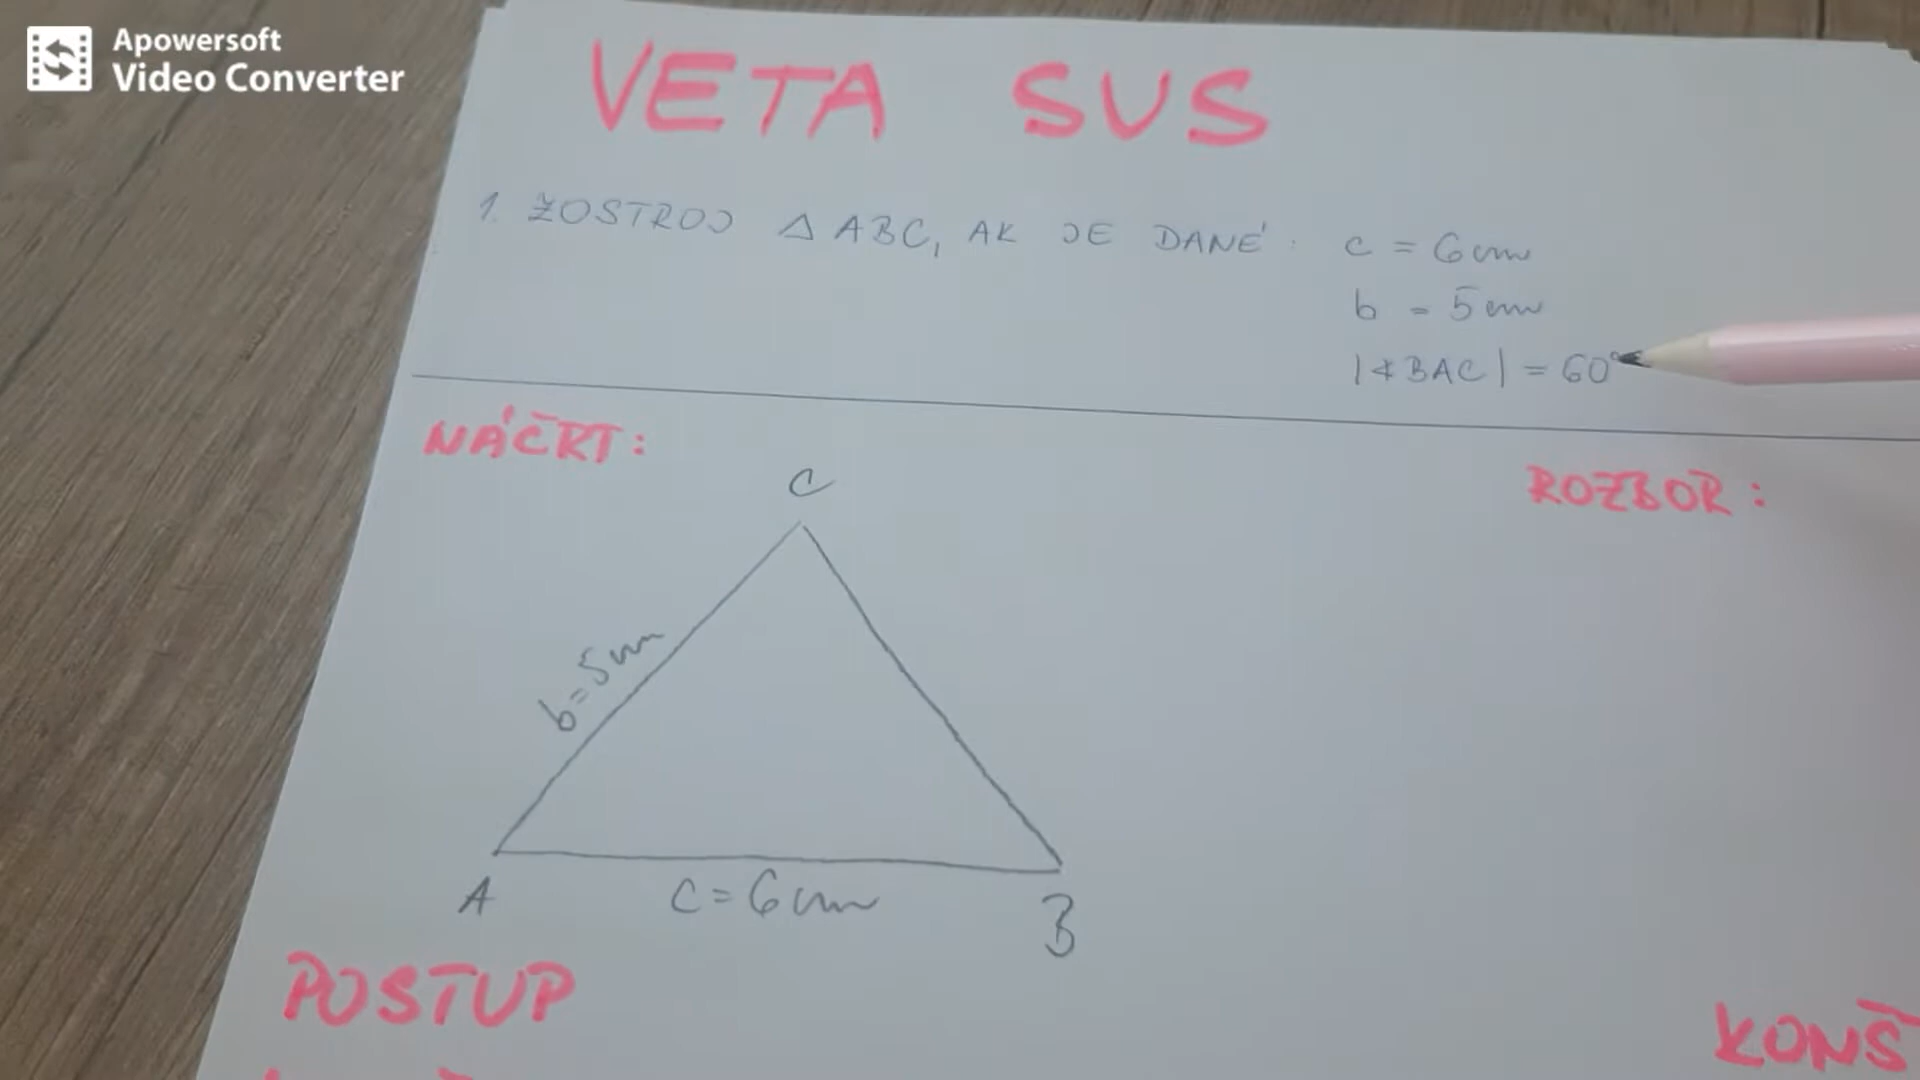 Apowersoft
Video Converter
VETA SUS
1. ZOSTROJ △ ABC, AK JE DANÉ: c = 6cm
b = 5cm
|∢BAC| = 60°
NÁČRT:
ROZBOR:
C
b=5cm
A
c=6cm
B
POSTUP
KONŠ